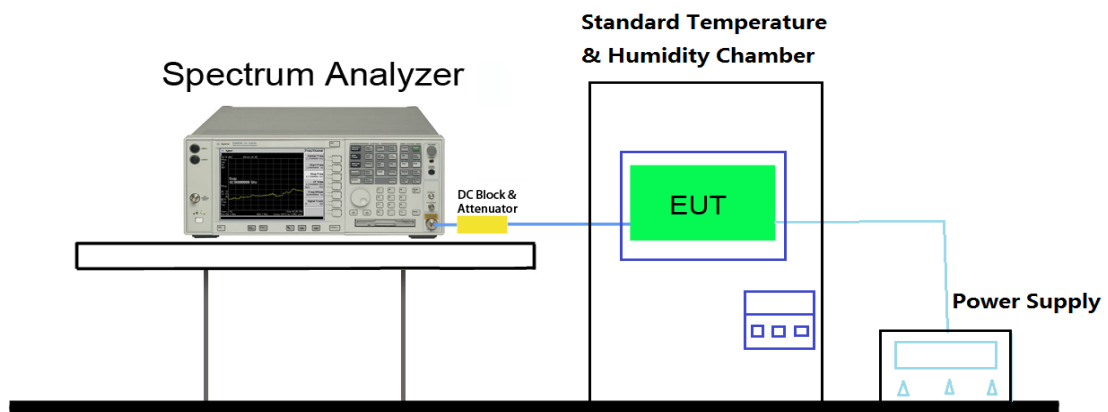 Standard Temperature
& Humidity Chamber
Spectrum Analyzer
DC Block &
Attenuator
EUT
Power Supply